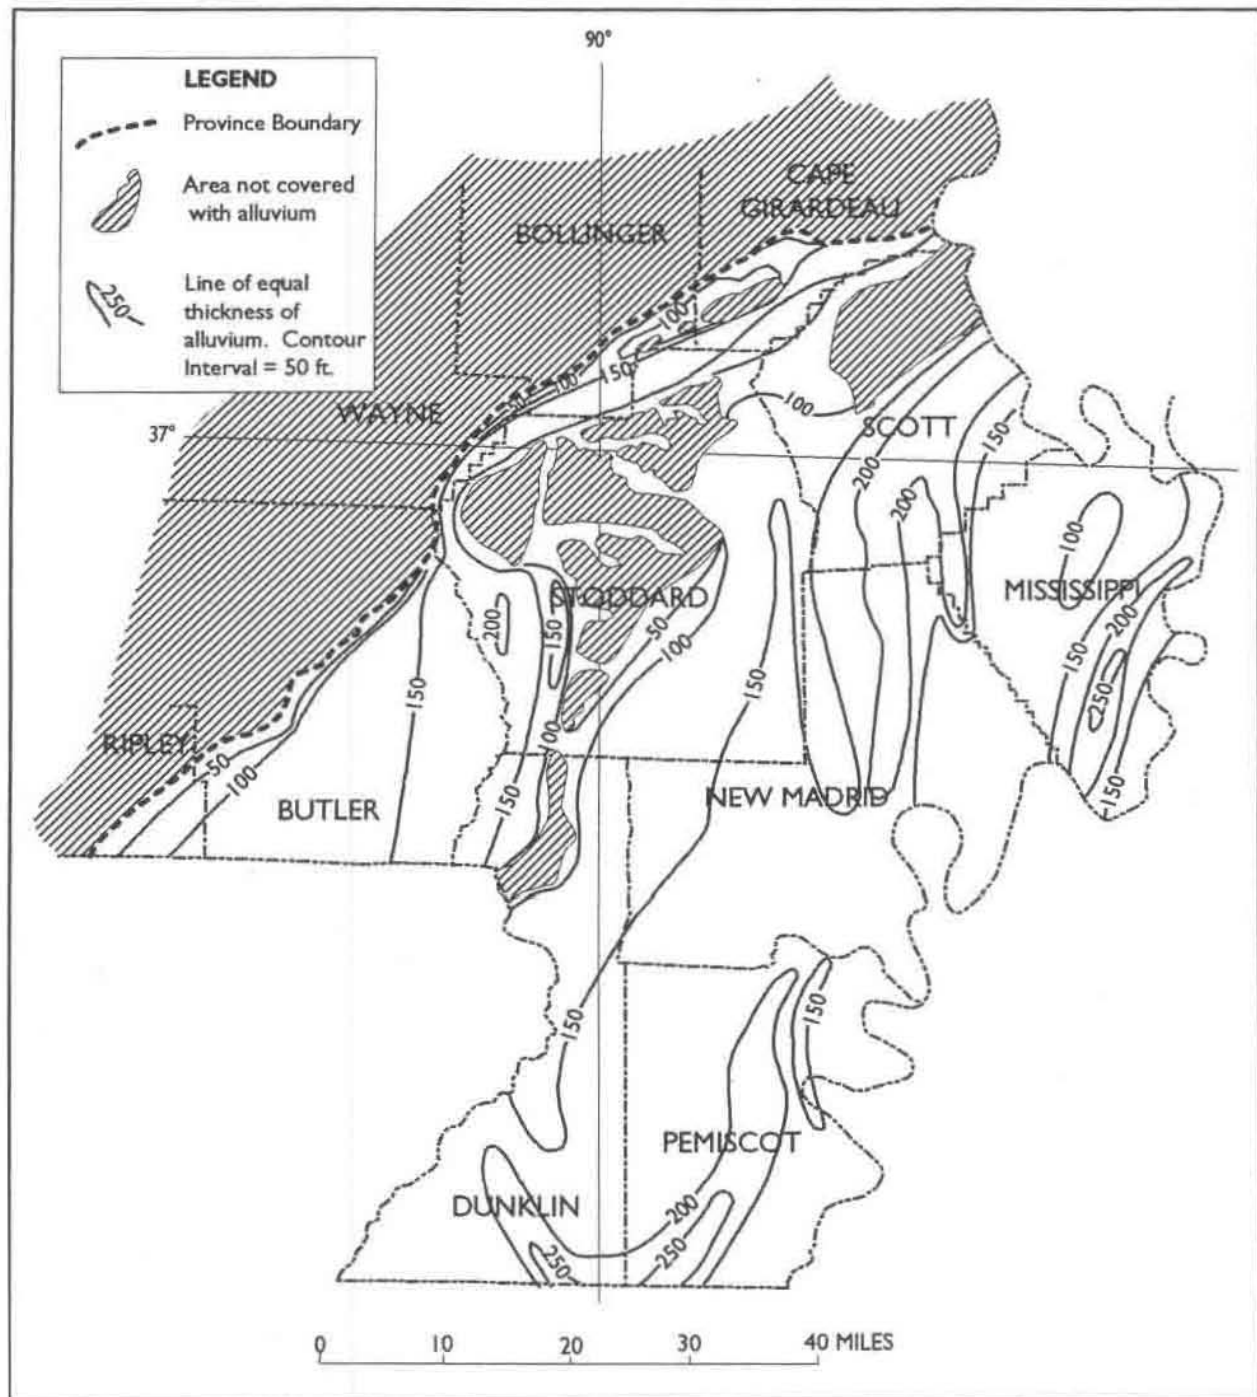 90°
LEGEND
Province Boundary
Area not covered
with alluvium
250
Line of equal
thickness of
alluvium. Contour
Interval = 50 ft.
CAPE
GIRARDEAU
BOLLINGER
100
50
100
150
WAYNE
100
37°
SCOTT
150
200
200
100
MISSISSIPPI
STODDARD
200
150
50
100
200
150
150
150
250
RIPLEY
100
50
100
150
150
BUTLER
NEW MADRID
150
150
PEMISCOT
DUNKLIN
200
250
250
0 10 20 30 40 MILES